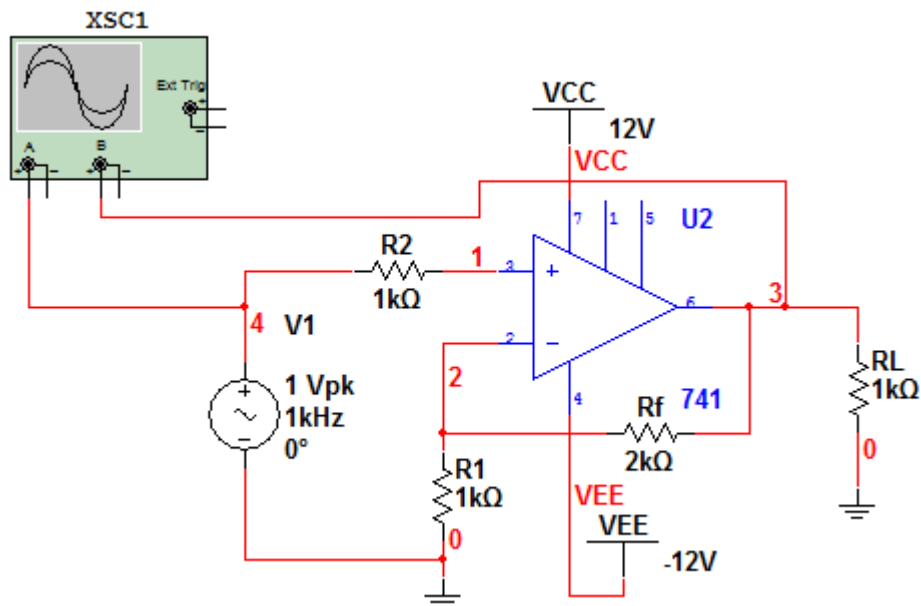 XSC1
Ext Trig
+
−
A
B
+ −
+ −
VCC
12V
VCC
7
1
5
U2
R2
1kΩ
1
3
+
6
3
4
V1
2
−
2
4
741
RL
1kΩ
1 Vpk
1kHz
0°
+
−
Rf
2kΩ
R1
1kΩ
0
0
VEE
VEE
-12V